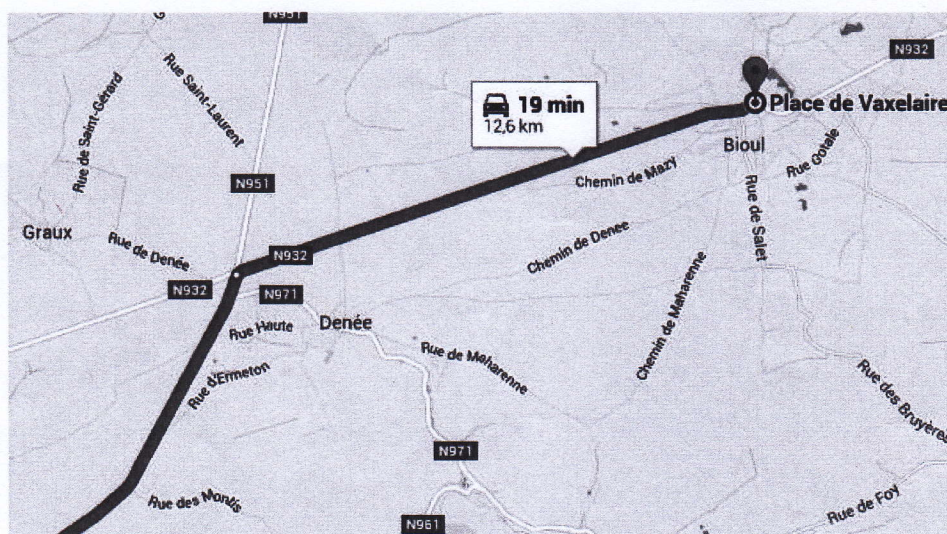 N951
N932
Rue Saint-Laurent
Rue de Saint-Gérard
19 min
12,6 km
Place de Vaxelaire
Bioul
Rue Gotale
Chemin de Mazy
N951
Rue de Salet
Graux
Rue de Denée
Chemin de Denee
N932
N932
N971
Chemin de Maharenne
Rue Haute
Denée
Rue de Maharenne
Rue d'Ermeton
Rue des Bruyères
N971
Rue des Montis
Rue de Foy
N961